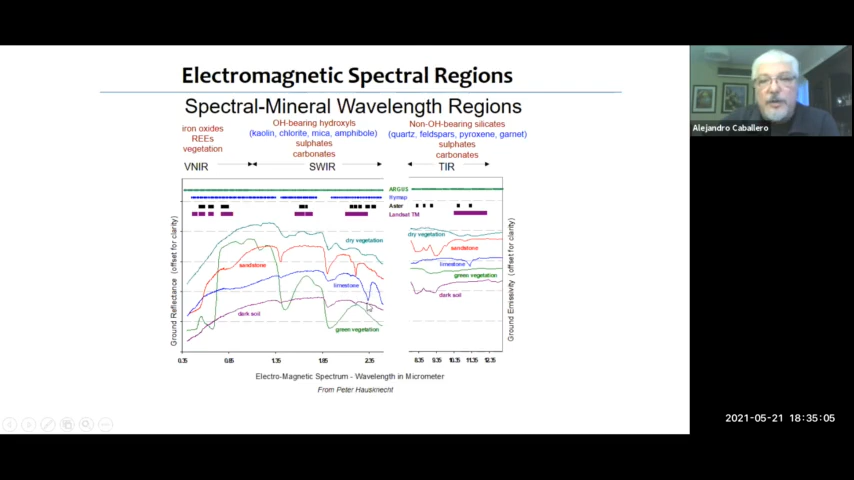 Electromagnetic Spectral Regions
Spectral-Mineral Wavelength Regions
iron oxides
REEs
vegetation
OH-bearing hydroxyls
(kaolin, chlorite, mica, amphibole)
sulphates
carbonates
Non-OH-bearing silicates
(quartz, feldspars, pyroxene, garnet)
sulphates
carbonates
VNIR
SWIR
TIR
ARGUS
Hymap
Aster
Landsat TM
dry vegetation
sandstone
limestone
dark soil
green vegetation
dry vegetation
sandstone
limestone
green vegetation
dark soil
Ground Reflectance (offset for clarity)
Ground Emissivity (offset for clarity)
0.35 0.85 1.35 1.85 2.35
8.35 9.35 10.35 11.35 12.35
Electro-Magnetic Spectrum - Wavelength in Micrometer
From Peter Hausknecht
Alejandro Caballero
2021-05-21 18:35:05